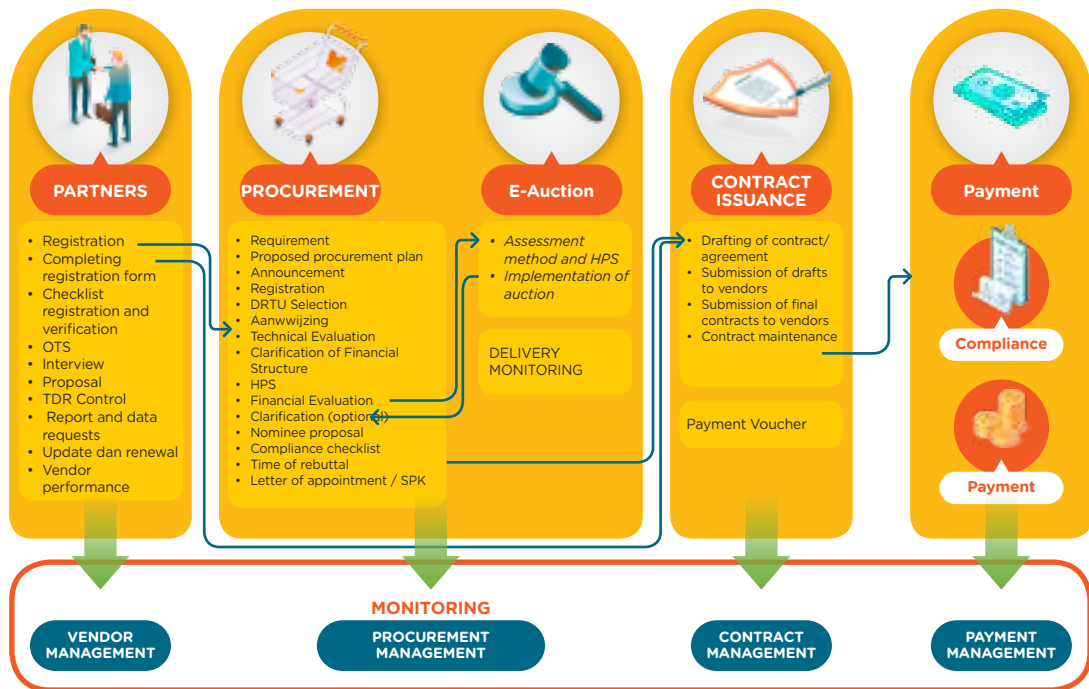 PARTNERS
• Registration
• Completing
registration form
• Checklist
registration and
verification
• OTS
• Interview
• Proposal
• TDR Control
• Report and data
requests
• Update dan renewal
• Vendor
performance
PROCUREMENT
• Requirement
• Proposed procurement plan
• Announcement
• Registration
• DRTU Selection
• Aanwwijzing
• Technical Evaluation
• Clarification of Financial
Structure
• HPS
• Financial Evaluation
• Clarification (optional)
• Nominee proposal
• Compliance checklist
• Time of rebuttal
• Letter of appointment / SPK
E-Auction
• Assessment
method and HPS
• Implementation of
auction
DELIVERY
MONITORING
CONTRACT
ISSUANCE
• Drafting of contract/
agreement
• Submission of drafts
to vendors
• Submission of final
contracts to vendors
• Contract maintenance
Payment Voucher
Payment
Compliance
Payment
MONITORING
VENDOR
MANAGEMENT
PROCUREMENT
MANAGEMENT
CONTRACT
MANAGEMENT
PAYMENT
MANAGEMENT